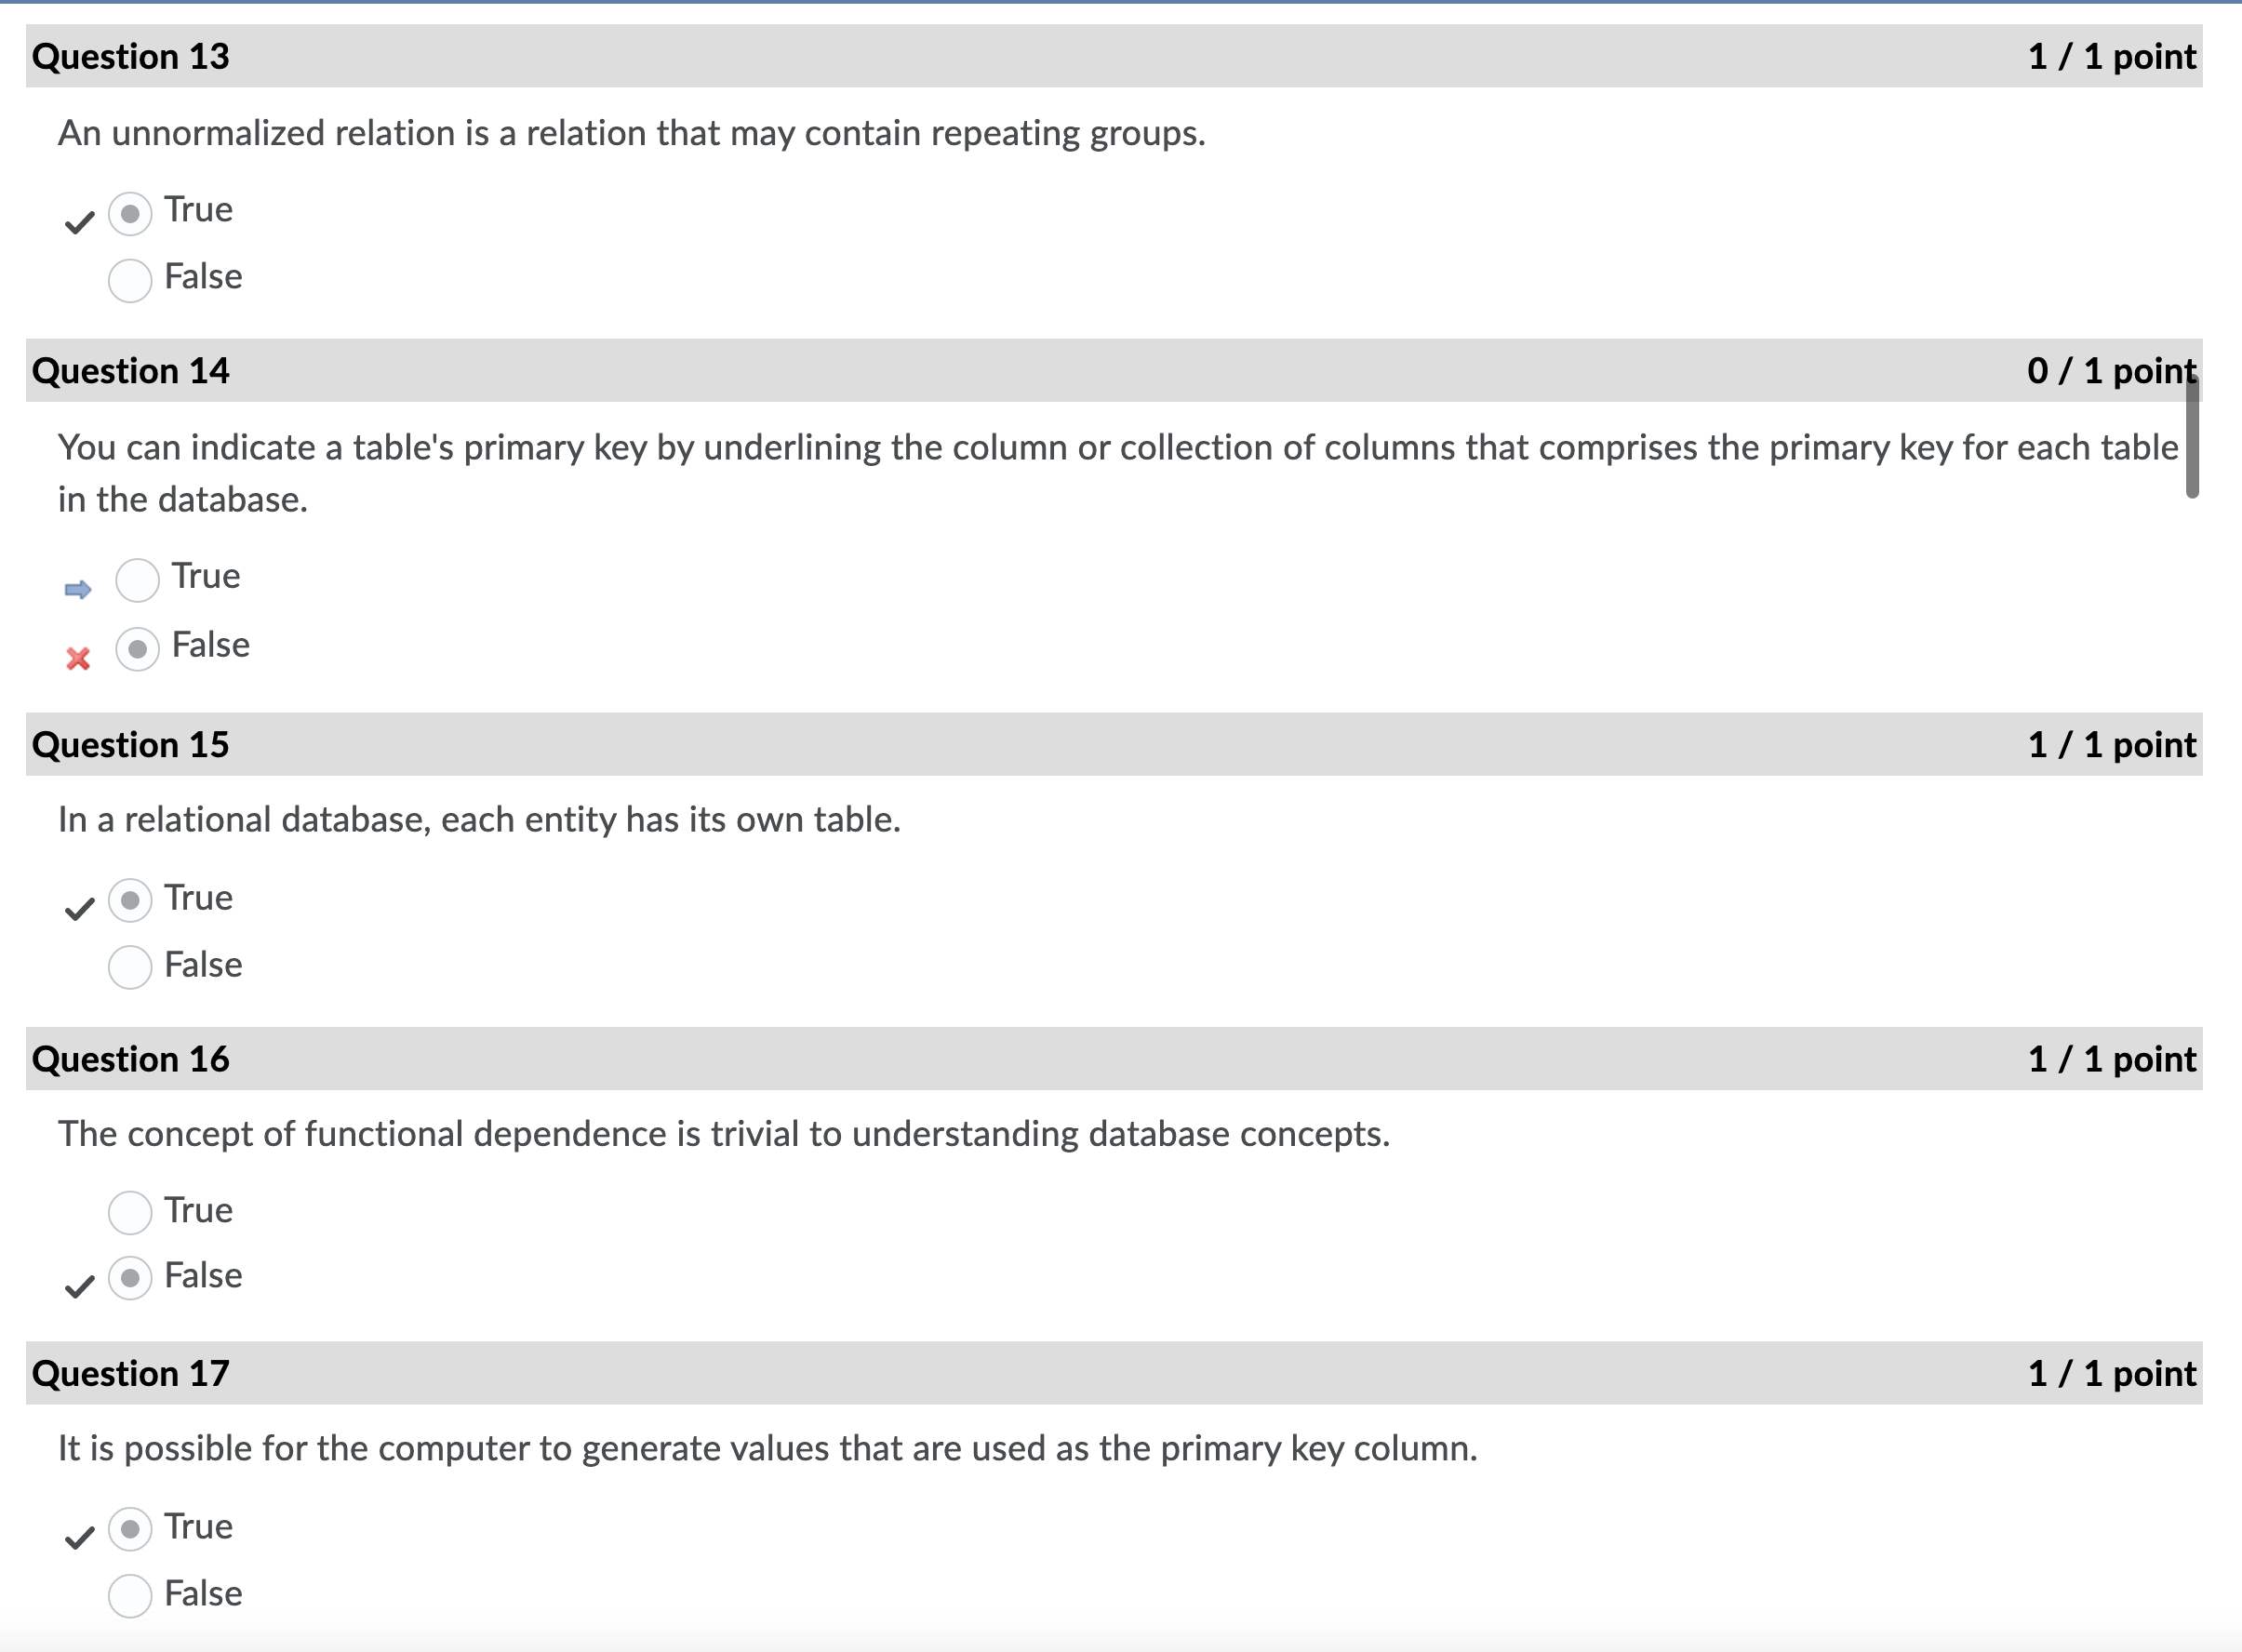 Question 13 1 / 1 point
An unnormalized relation is a relation that may contain repeating groups.
True
False
Question 14 0 / 1 point
You can indicate a table's primary key by underlining the column or collection of columns that comprises the primary key for each table
in the database.
True
False
Question 15 1 / 1 point
In a relational database, each entity has its own table.
True
False
Question 16 1 / 1 point
The concept of functional dependence is trivial to understanding database concepts.
True
False
Question 17 1 / 1 point
It is possible for the computer to generate values that are used as the primary key column.
True
False